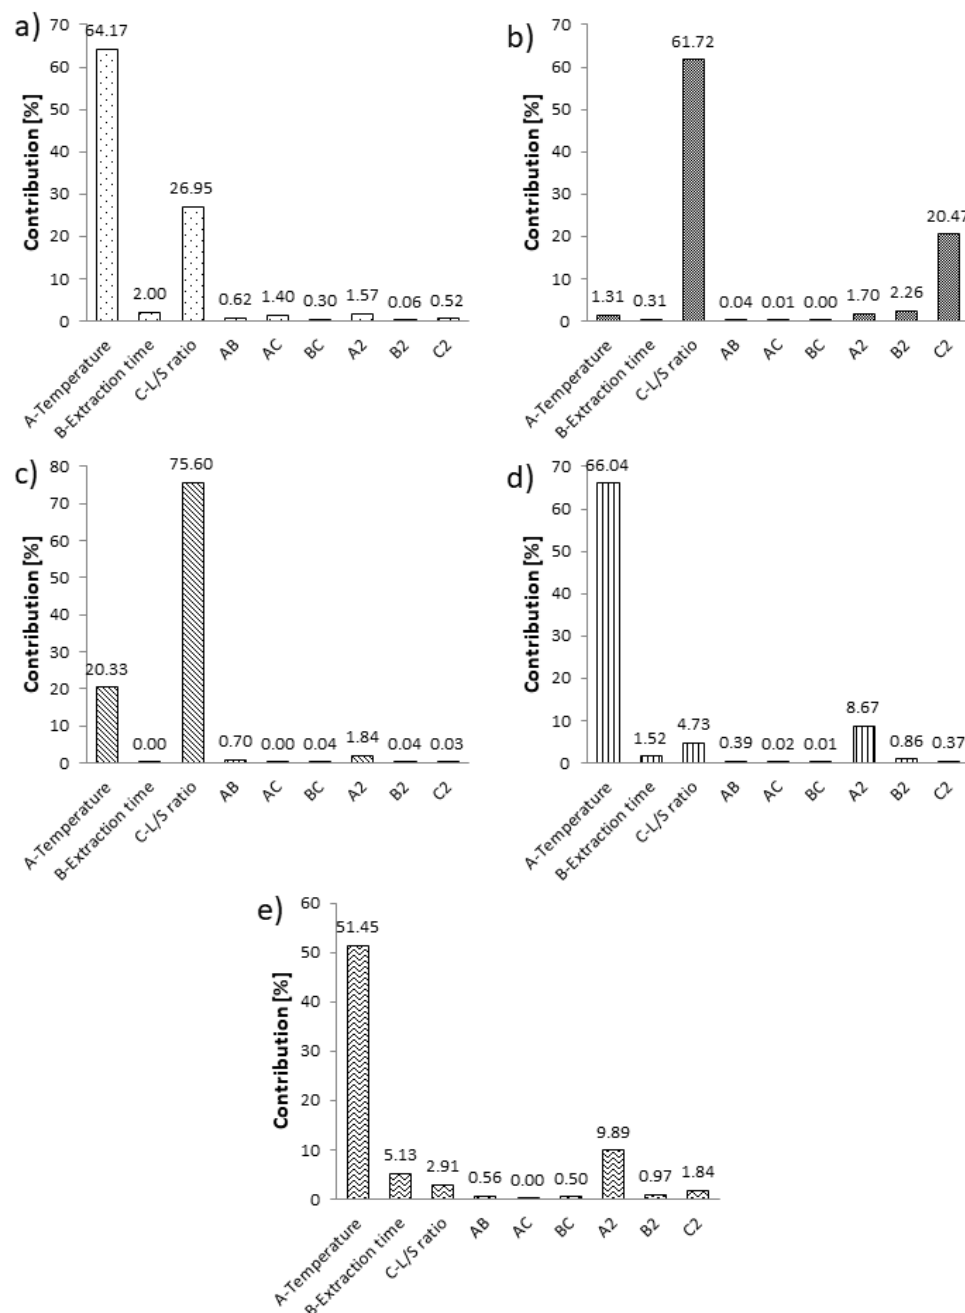 a)
Contribution [%]
70
60
50
40
30
20
10
0
64.17
2.00
26.95
0.62
1.40
0.30
1.57
0.06
0.52
A-Temperature
B-Extraction time
C-L/S ratio
AB
AC
BC
A2
B2
C2
b)
Contribution [%]
70
60
50
40
30
20
10
0
1.31
0.31
61.72
0.04
0.01
0.00
1.70
2.26
20.47
A-Temperature
B-Extraction time
C-L/S ratio
AB
AC
BC
A2
B2
C2
c)
Contribution [%]
80
70
60
50
40
30
20
10
0
20.33
0.00
75.60
0.70
0.00
0.04
1.84
0.04
0.03
A-Temperature
B-Extraction time
C-L/S ratio
AB
AC
BC
A2
B2
C2
d)
Contribution [%]
70
60
50
40
30
20
10
0
66.04
1.52
4.73
0.39
0.02
0.01
8.67
0.86
0.37
A-Temperature
B-Extraction time
C-L/S ratio
AB
AC
BC
A2
B2
C2
e)
Contribution [%]
60
50
40
30
20
10
0
51.45
5.13
2.91
0.56
0.00
0.50
9.89
0.97
1.84
A-Temperature
B-Extraction time
C-L/S ratio
AB
AC
BC
A2
B2
C2